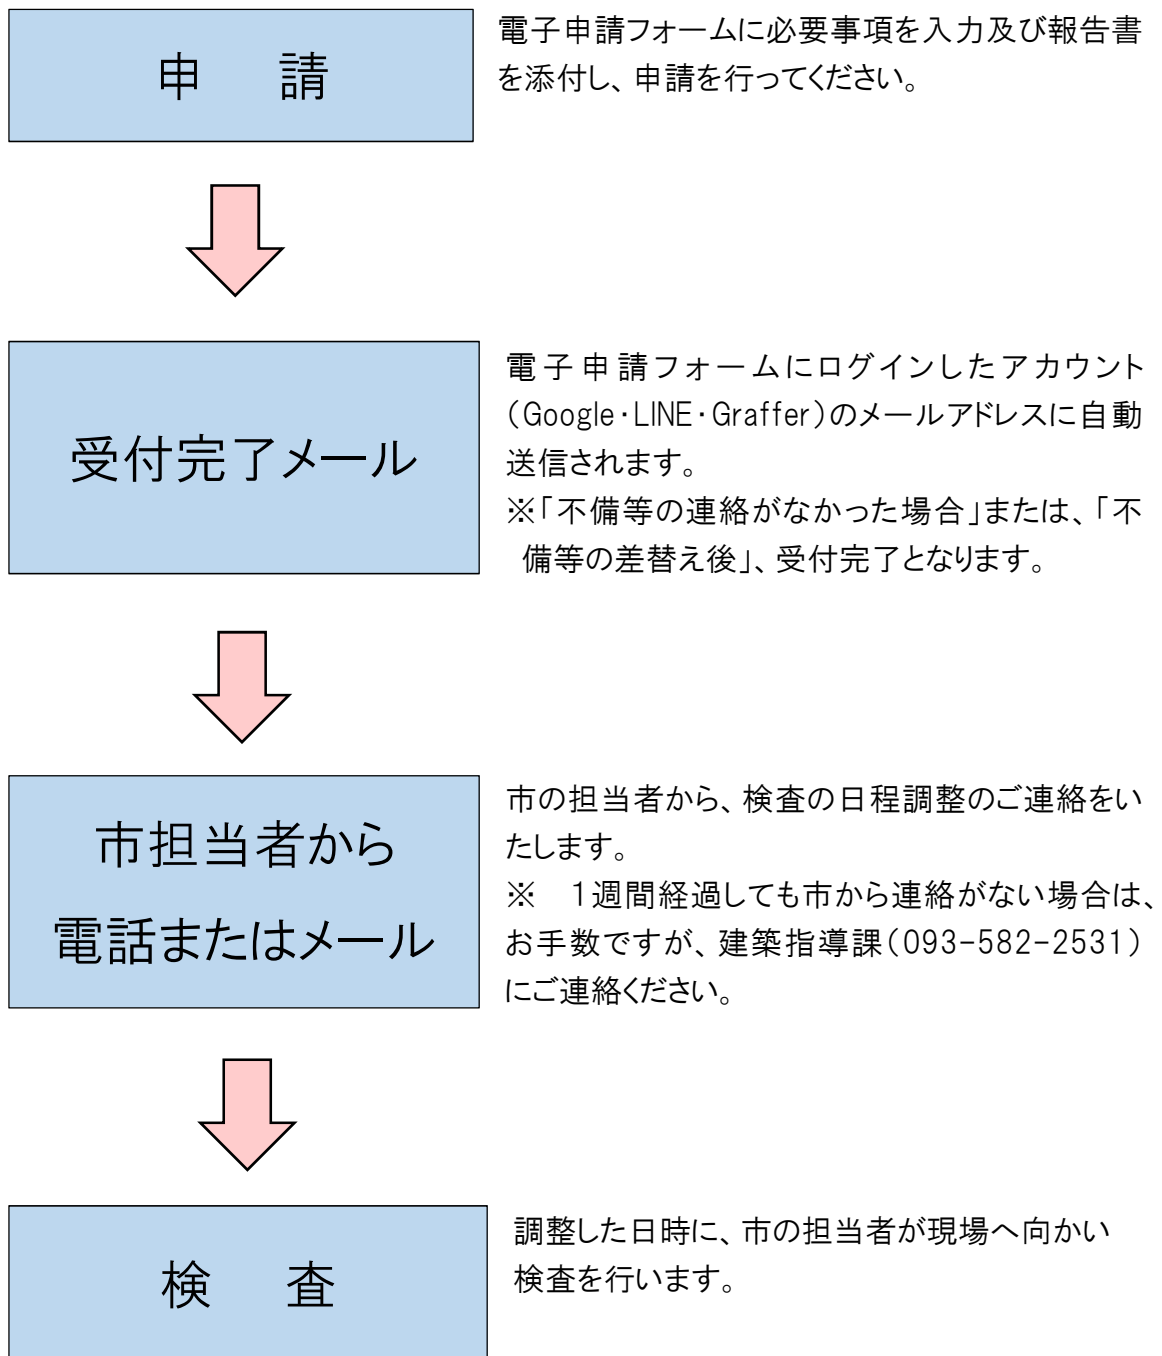 申　請
電子申請フォームに必要事項を入力及び報告書
を添付し、申請を行ってください。
受付完了メール
電子申請フォームにログインしたアカウント
（Google・LINE・Graffer）のメールアドレスに自動
送信されます。
※「不備等の連絡がなかった場合」または、「不
備等の差替え後」、受付完了となります。
市担当者から
電話またはメール
市の担当者から、検査の日程調整のご連絡をい
たします。
※　1週間経過しても市から連絡がない場合は、
お手数ですが、建築指導課（093-582-2531）
にご連絡ください。
検　査
調整した日時に、市の担当者が現場へ向かい
検査を行います。